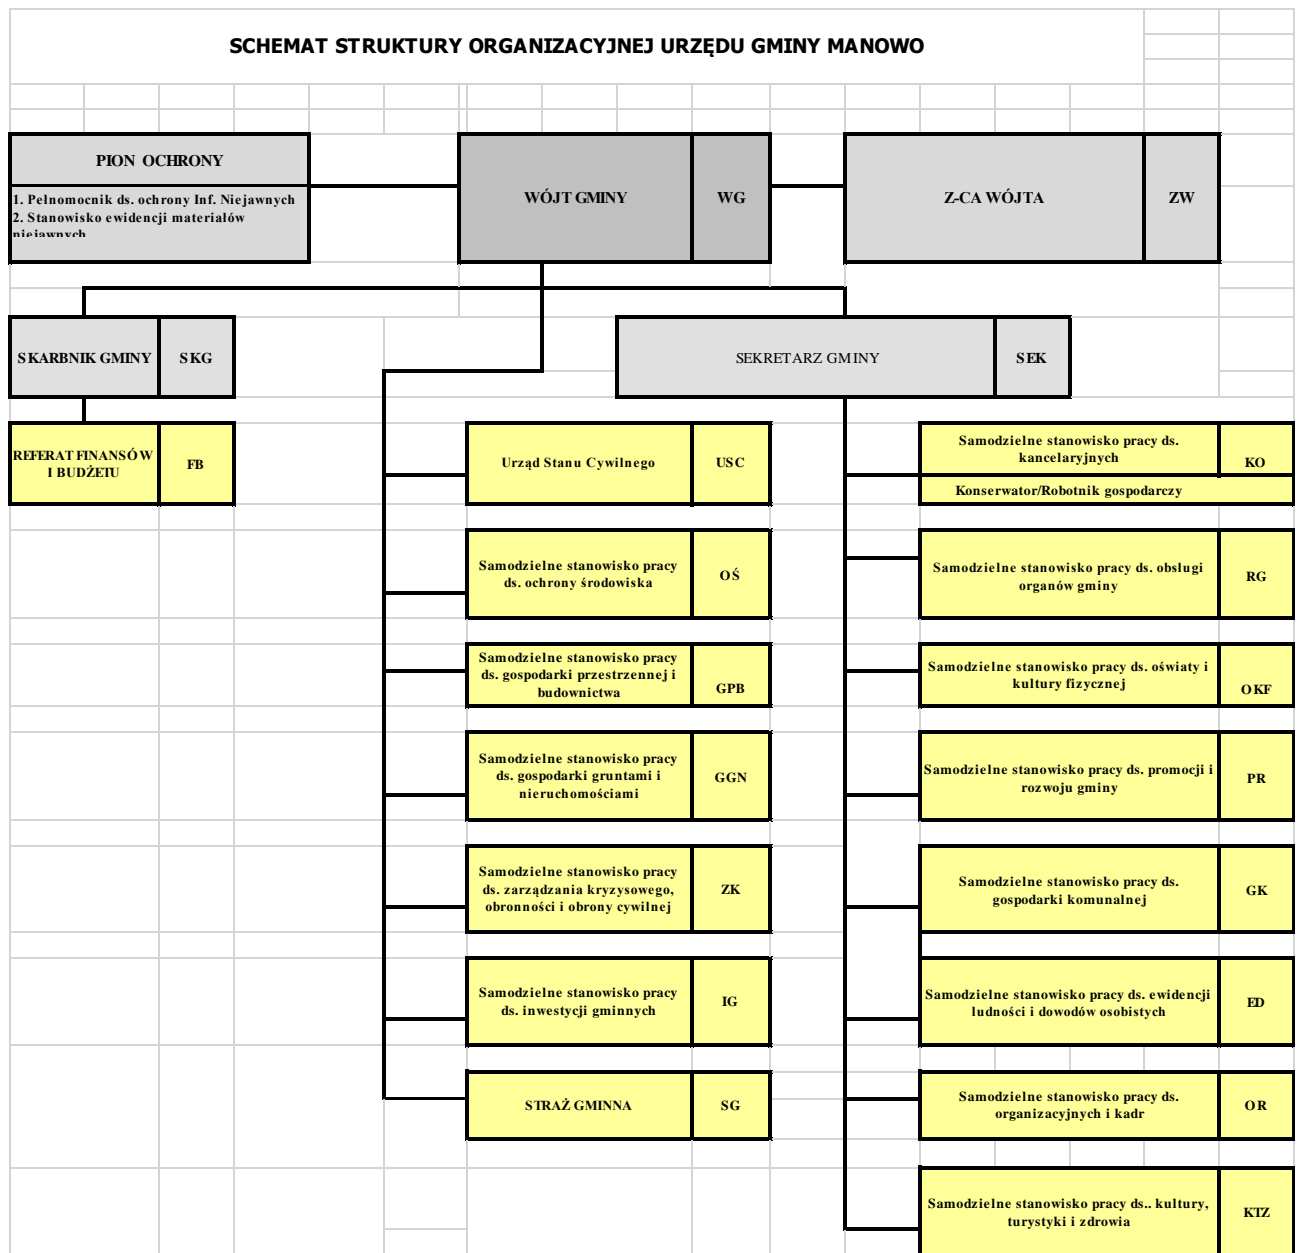 SCHEMAT STRUKTURY ORGANIZACYJNEJ URZĘDU GMINY MANOWO
PION OCHRONY
1. Pełnomocnik ds. ochrony Inf. Niejawnych
2. Stanowisko ewidencji materiałów
niejawnych
WÓJT GMINY
WG
Z-CA WÓJTA
ZW
SKARBNIK GMINY
SKG
SEKRETARZ GMINY
SEK
REFERAT FINANSÓW
I BUDŻETU
FB
Urząd Stanu Cywilnego
USC
Samodzielne stanowisko pracy ds.
kancelaryjnych
KO
Konserwator/Robotnik gospodarczy
Samodzielne stanowisko pracy
ds. ochrony środowiska
OŚ
Samodzielne stanowisko pracy ds. obsługi
organów gminy
RG
Samodzielne stanowisko pracy
ds. gospodarki przestrzennej i
budownictwa
GPB
Samodzielne stanowisko pracy ds. oświaty i
kultury fizycznej
OKF
Samodzielne stanowisko pracy
ds. gospodarki gruntami i
nieruchomościami
GGN
Samodzielne stanowisko pracy ds. promocji i
rozwoju gminy
PR
Samodzielne stanowisko pracy
ds. zarządzania kryzysowego,
obronności i obrony cywilnej
ZK
Samodzielne stanowisko pracy ds.
gospodarki komunalnej
GK
Samodzielne stanowisko pracy
ds. inwestycji gminnych
IG
Samodzielne stanowisko pracy ds. ewidencji
ludności i dowodów osobistych
ED
STRAŻ GMINNA
SG
Samodzielne stanowisko pracy ds.
organizacyjnych i kadr
OR
Samodzielne stanowisko pracy ds.. kultury,
turystyki i zdrowia
KTZ